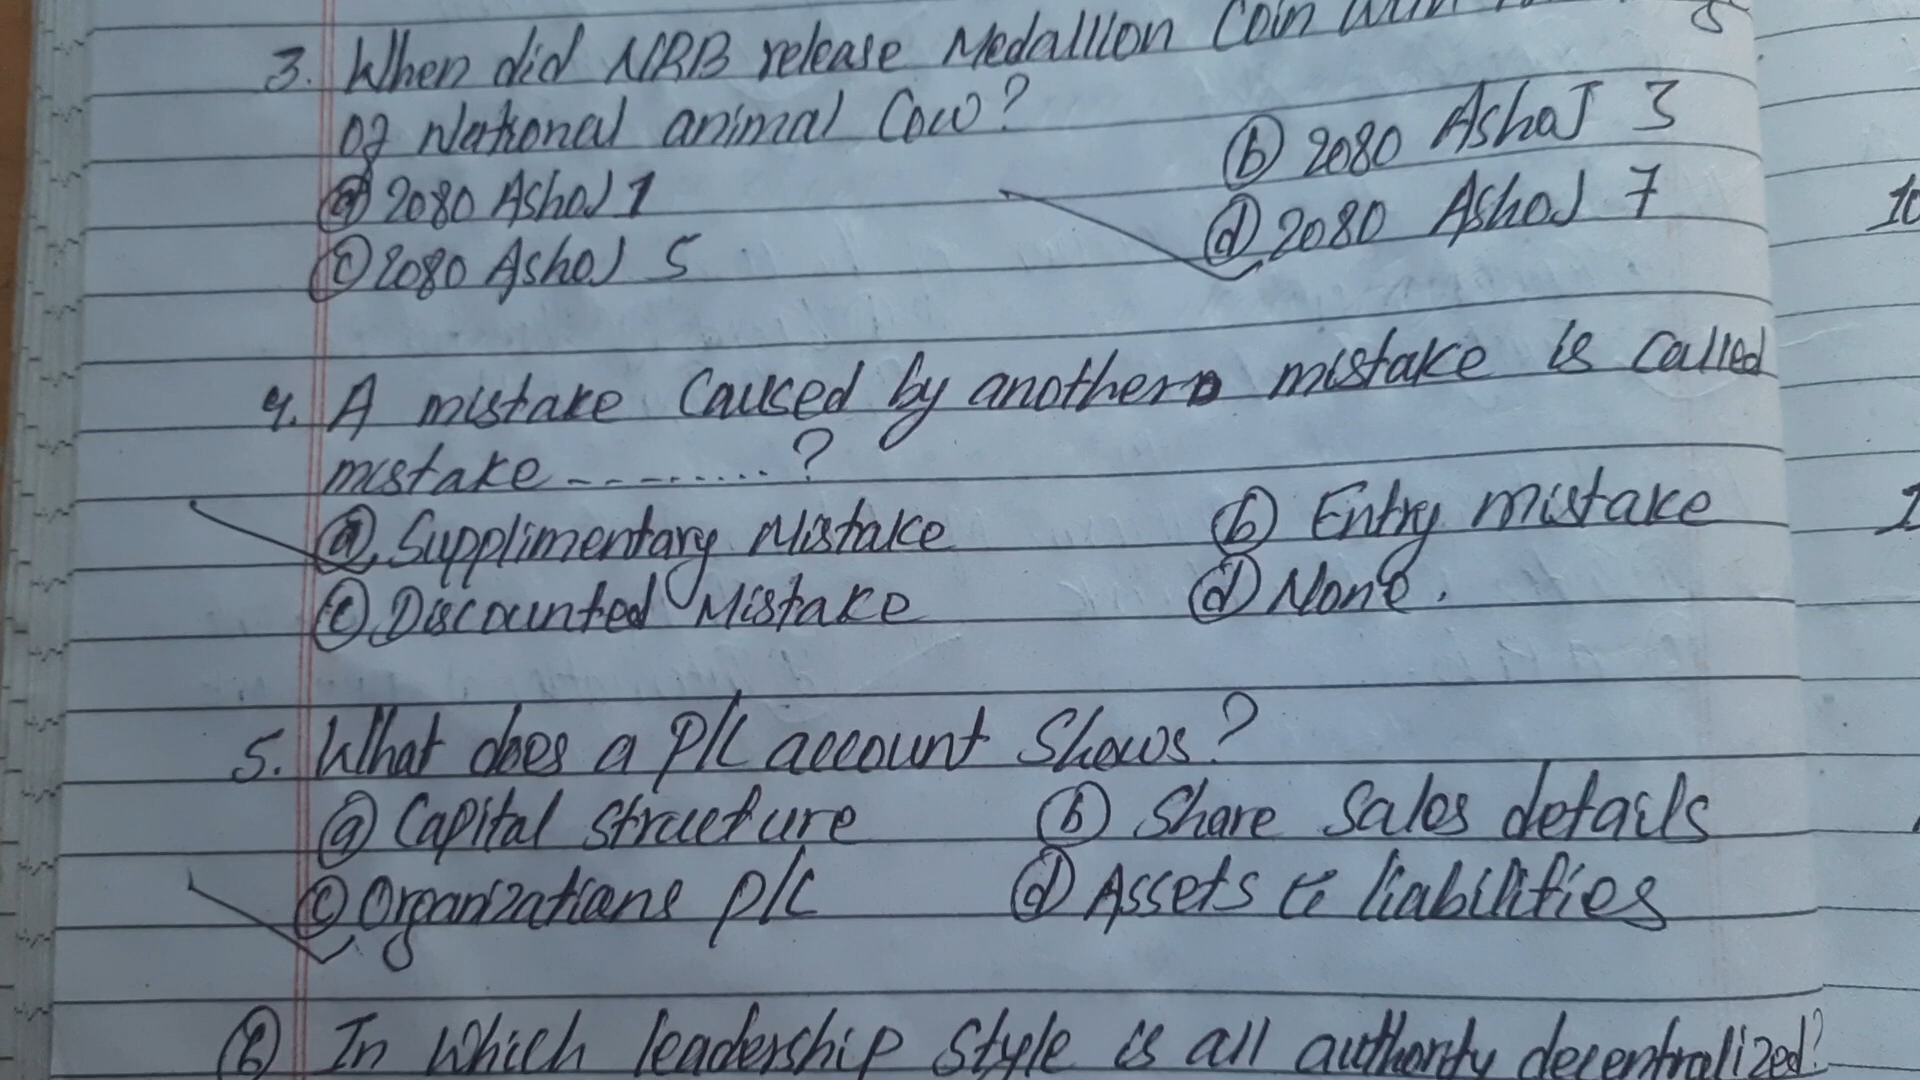 3. When did NRB release Medallion Coin with
of National animal Cow?
(a) 2080 Ashoj 1 (b) 2080 Ashoj 3
(c) 2080 Ashoj 5 (d) 2080 Ashoj 7
4. A mistake caused by another mistake is called
mistake ---------?
(a) Supplimentary Mistake (b) Entry mistake
(c) Discounted Mistake (d) None.
5. What does a P/L account Shows?
(a) Capital structure (b) Share Sales details
(c) Organizations P/L (d) Assets & liabilities
(6) In which leadership Style is all authority decentralized?